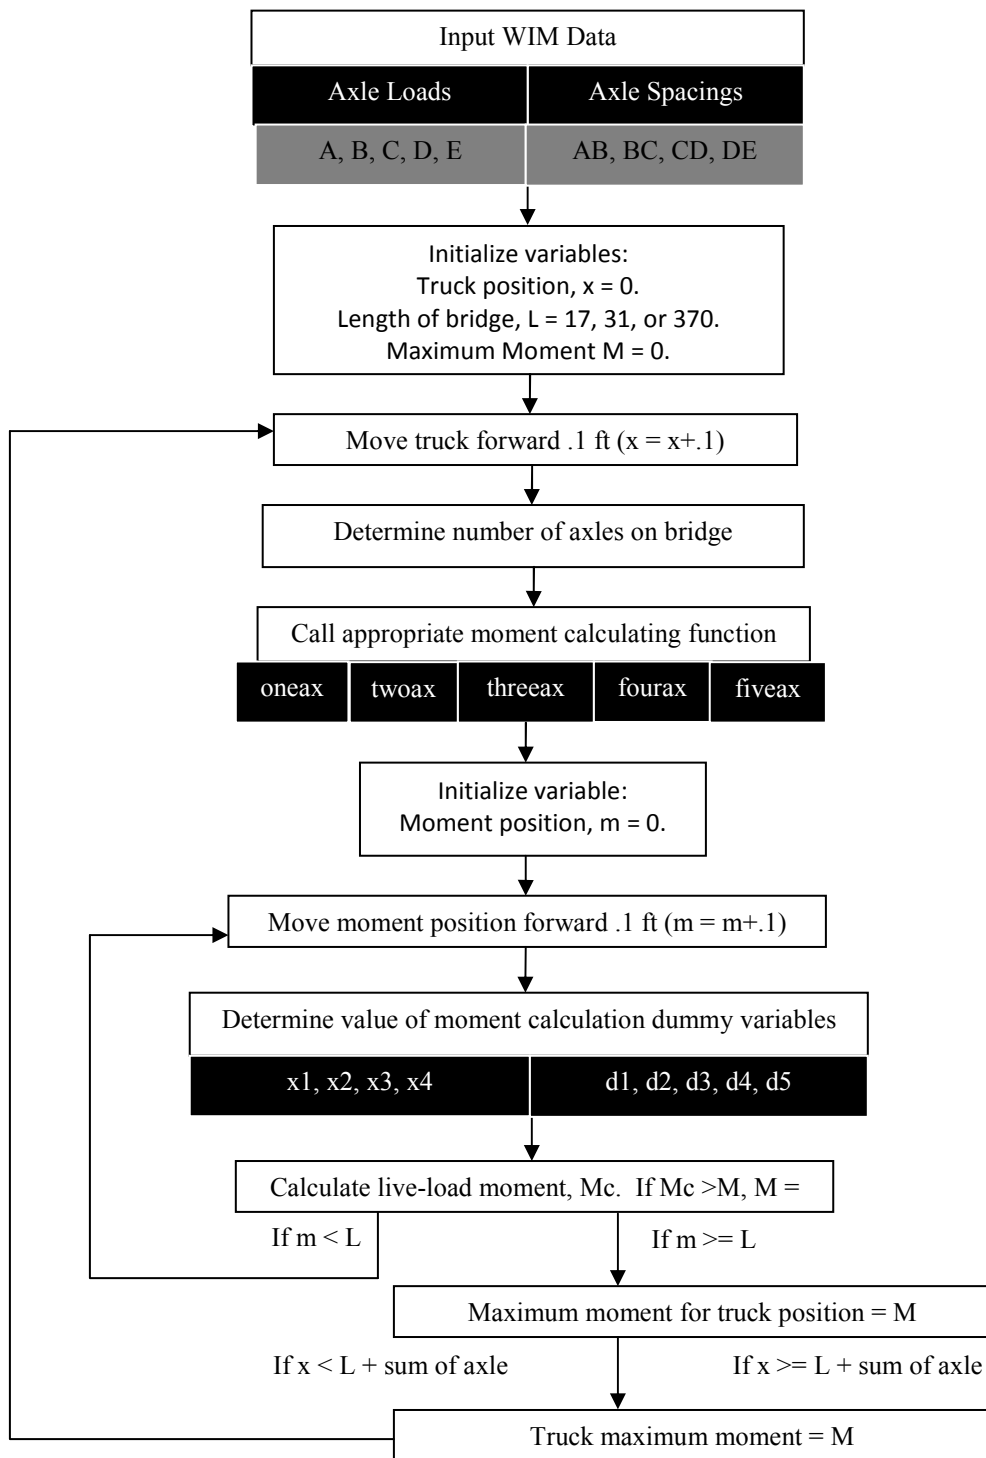 Input WIM Data
Axle Loads
Axle Spacings
A, B, C, D, E
AB, BC, CD, DE
Initialize variables:
Truck position, x = 0.
Length of bridge, L = 17, 31, or 370.
Maximum Moment M = 0.
Move truck forward .1 ft (x = x+.1)
Determine number of axles on bridge
Call appropriate moment calculating function
oneax
twoax
threeax
fourax
fiveax
Initialize variable:
Moment position, m = 0.
Move moment position forward .1 ft (m = m+.1)
Determine value of moment calculation dummy variables
x1, x2, x3, x4
d1, d2, d3, d4, d5
Calculate live-load moment, Mc.  If Mc >M, M =
If m < L
If m >= L
Maximum moment for truck position = M
If x < L + sum of axle
If x >= L + sum of axle
Truck maximum moment = M